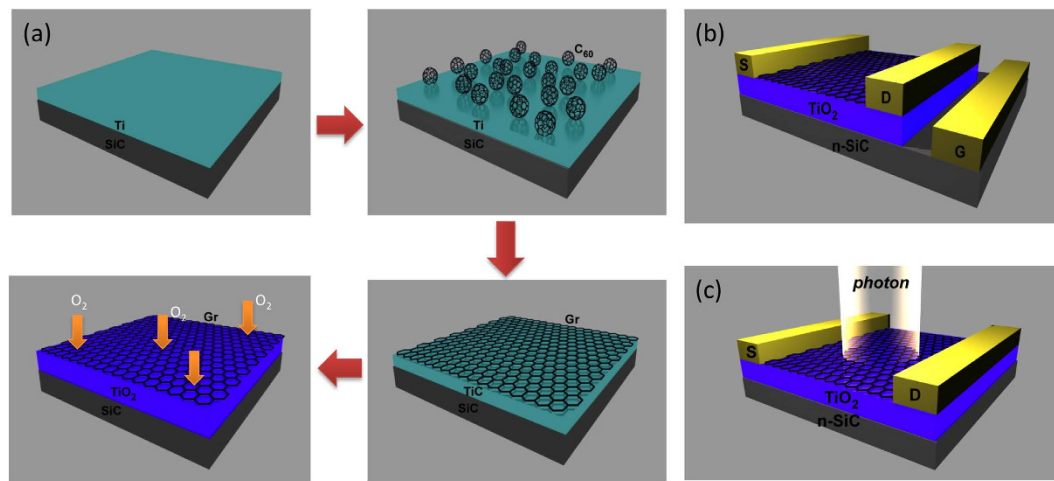 (a)
Ti
SiC
C60
Ti
SiC
(b)
S
D
TiO2
G
n-SiC
O2
O2
O2
Gr
TiO2
SiC
Gr
TiC
SiC
(c)
photon
S
TiO2
D
n-SiC